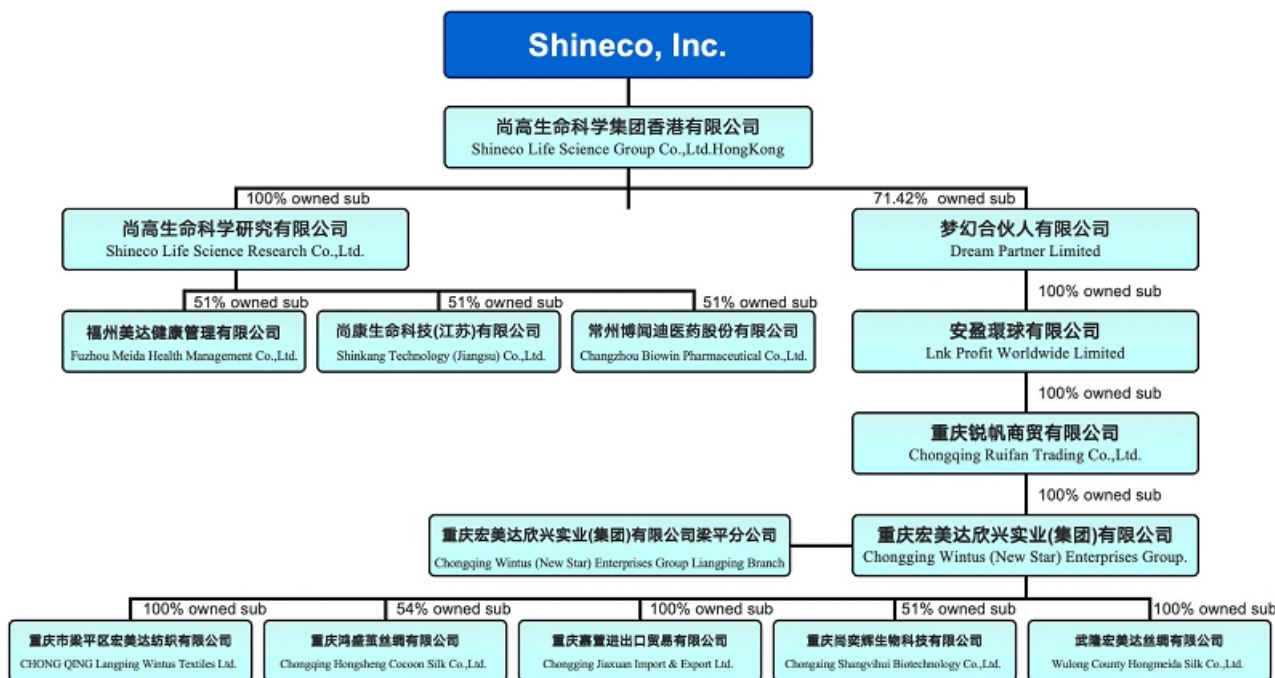 Shineco, Inc.
尚高生命科学集团香港有限公司
Shineco Life Science Group Co.,Ltd.HongKong
100% owned sub
71.42% owned sub
尚高生命科学研究有限公司
Shineco Life Science Research Co.,Ltd.
梦幻合伙人有限公司
Dream Partner Limited
51% owned sub
51% owned sub
51% owned sub
100% owned sub
福州美达健康管理有限公司
Fuzhou Meida Health Management Co.,Ltd.
尚康生命科技(江苏)有限公司
Shinkang Technology (Jiangsu) Co.,Ltd.
常州博闻迪医药股份有限公司
Changzhou Biowin Pharmaceutical Co.,Ltd.
安盈環球有限公司
Lnk Profit Worldwide Limited
100% owned sub
重庆锐帆商贸有限公司
Chongqing Ruifan Trading Co.,Ltd.
100% owned sub
重庆宏美达欣兴实业(集团)有限公司梁平分公司
Chongqing Wintus (New Star) Enterprises Group Liangping Branch
重庆宏美达欣兴实业(集团)有限公司
Chongging Wintus (New Star) Enterprises Group.
100% owned sub
54% owned sub
100% owned sub
51% owned sub
100% owned sub
重庆市梁平区宏美达纺织有限公司
CHONG QING Langping Wintus Textiles Ltd.
重庆鸿盛茧丝绸有限公司
Chongqing Hongsheng Cocoon Silk Co.,Ltd.
重庆嘉萱进出口贸易有限公司
Chongging Jiaxuan Import & Export Ltd.
重庆尚奕辉生物科技有限公司
Chongaing Shangvihui Biotechnology Co.,Ltd.
武隆宏美达丝绸有限公司
Wulong County Hongmeida Silk Co.,Ltd.